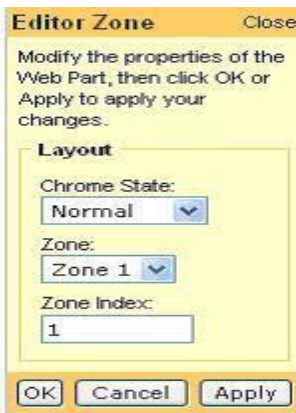 Editor Zone Close
Modify the properties of the
Web Part, then click OK or
Apply to apply your
changes.
Layout
Chrome State:
Normal
Zone:
Zone 1
Zone Index:
1
OK Cancel Apply